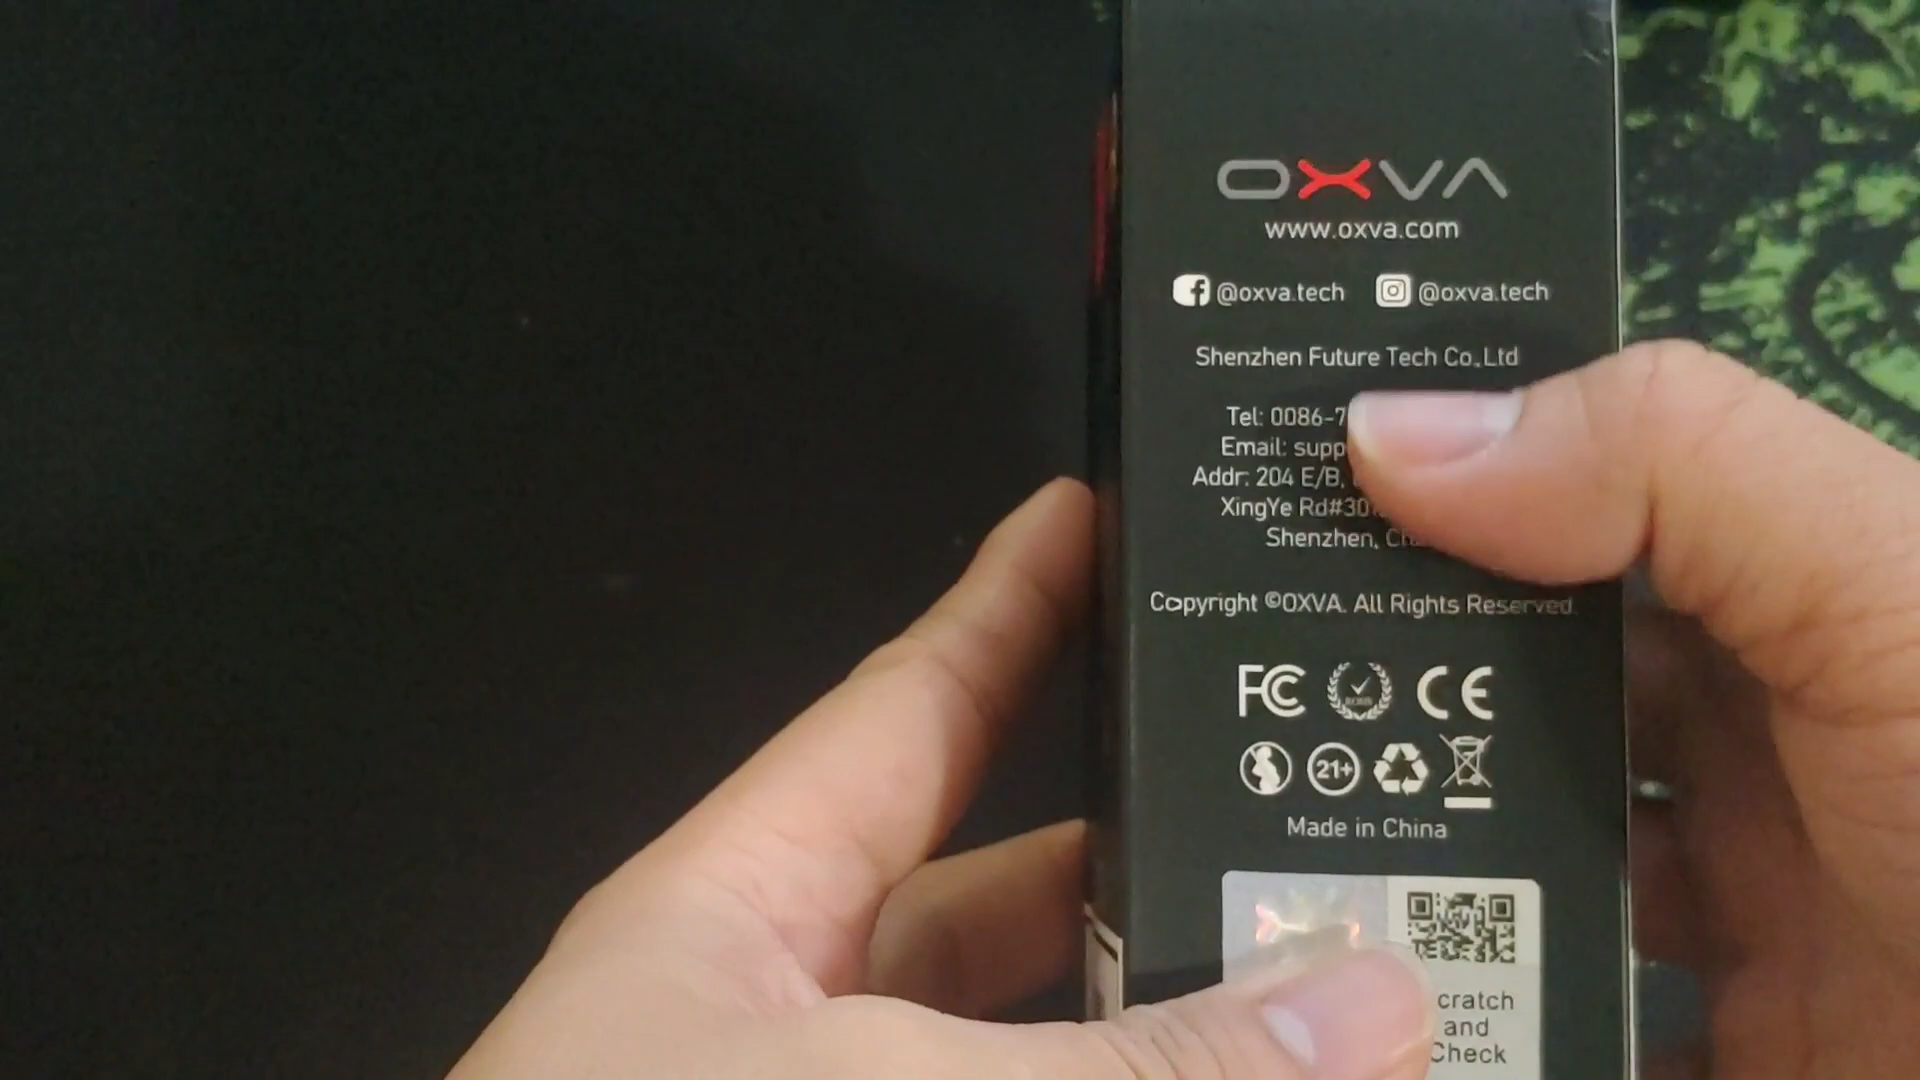 OXVA
www.oxva.com
@oxva.tech @oxva.tech
Shenzhen Future Tech Co.,Ltd
Tel: 0086-7
Email: supp
Addr: 204 E/B,
XingYe Rd#30
Shenzhen, Ch
Copyright ©OXVA. All Rights Reserved.
FC CE
21+
Made in China
cratch
and
Check